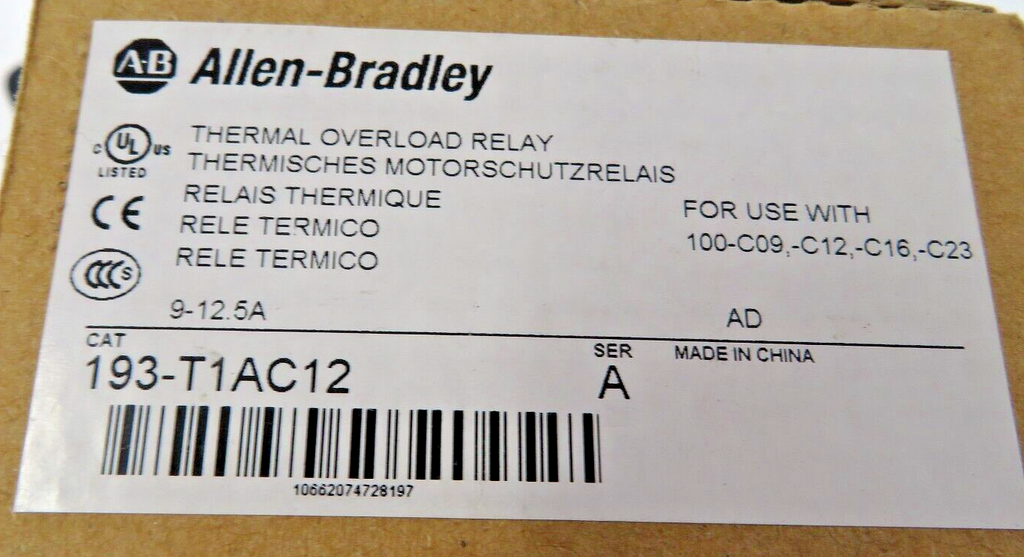 A-B Allen-Bradley
C UL US
LISTED
THERMAL OVERLOAD RELAY
THERMISCHES MOTORSCHUTZRELAIS
RELAIS THERMIQUE
RELE TERMICO
RELE TERMICO
CE
CCC S
FOR USE WITH
100-C09,-C12,-C16,-C23
9-12.5A
AD
CAT
193-T1AC12
SER
A
MADE IN CHINA
10662074728197